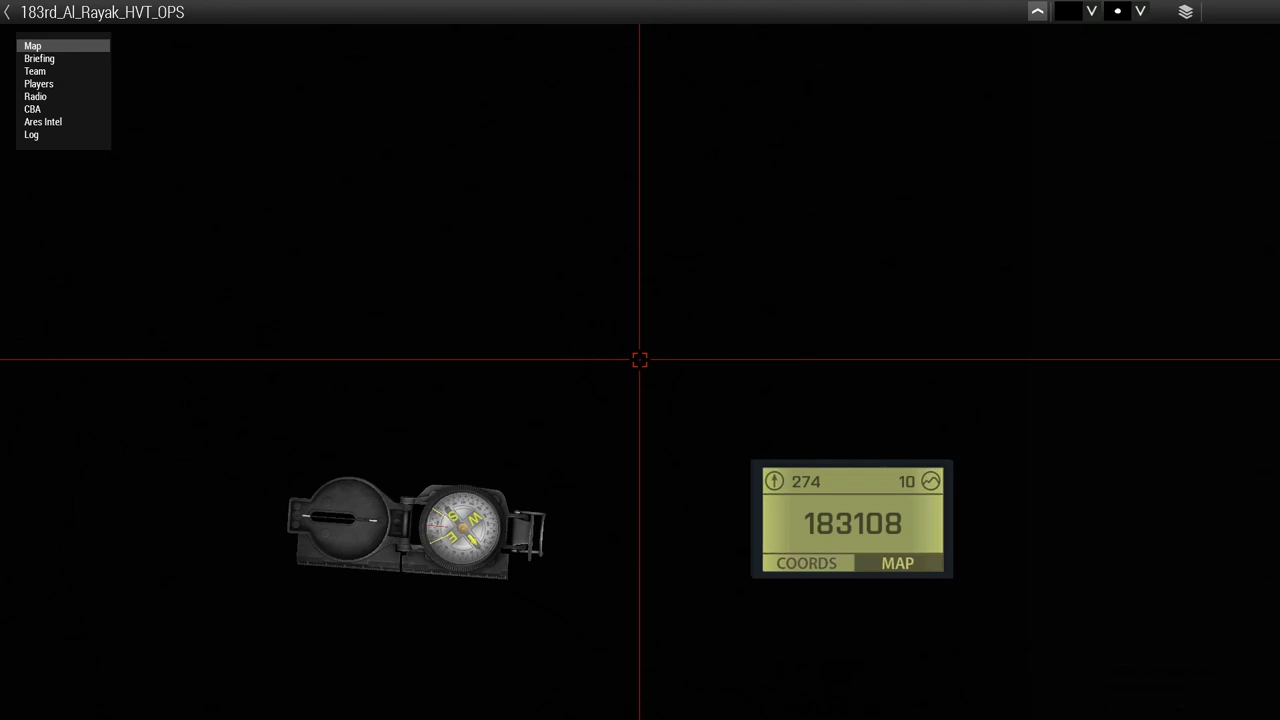 183rd_Al_Rayak_HVT_OPS
Map
Briefing
Team
Players
Radio
CBA
Ares Intel
Log
S W
E
274 10
183108
COORDS MAP